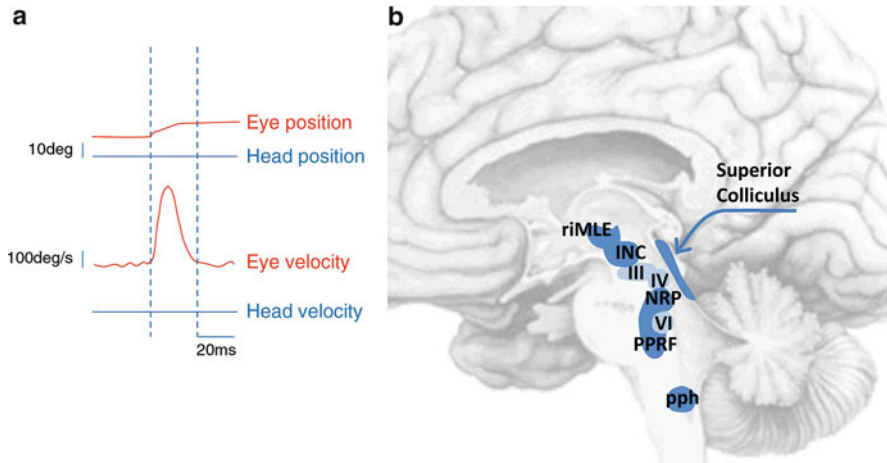 a
Eye position
10deg
Head position
100deg/s
Eye velocity
Head velocity
20ms
b
Superior
Colliculus
riMLE
INC
III
IV
NRP
VI
PPRF
pph